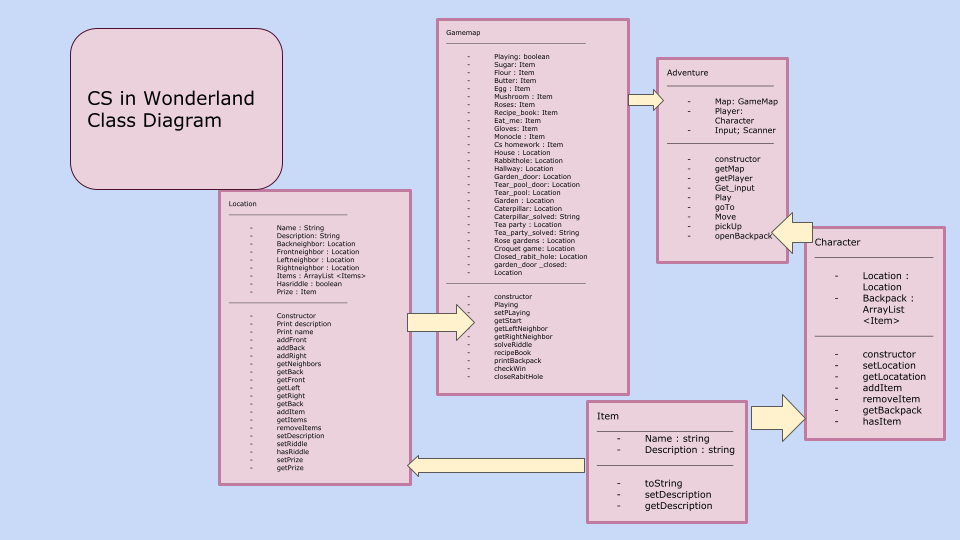 CS in Wonderland
Class Diagram
Location
- Name : String
- Description: String
- Backneighbor: Location
- Frontneighbor : Location
- Leftneighbor : Location
- Rightneighbor : Location
- Items : ArrayList <Items>
- Hasriddle : boolean
- Prize : Item
- Constructor
- Print description
- Print name
- addFront
- addBack
- addRight
- getNeighbors
- getBack
- getFront
- getLeft
- getRight
- getBack
- addItem
- getItems
- removeItems
- setDescription
- setRiddle
- hasRiddle
- setPrize
- getPrize
Gamemap
- Playing: boolean
- Sugar: Item
- Flour : Item
- Butter: Item
- Egg : Item
- Mushroom : Item
- Roses: Item
- Recipe_book: Item
- Eat_me: Item
- Gloves: Item
- Monocle : Item
- Cs homework : Item
- House : Location
- Rabbithole: Location
- Hallway: Location
- Garden_door: Location
- Tear_pool_door: Location
- Tear_pool: Location
- Garden : Location
- Caterpillar: Location
- Caterpillar_solved: String
- Tea party : Location
- Tea_party_solved: String
- Rose gardens : Location
- Croquet game: Location
- Closed_rabit_hole: Location
- garden_door _closed:
Location
- constructor
- Playing
- setPLaying
- getStart
- getLeftNeighbor
- getRightNeighbor
- solveRiddle
- recipeBook
- printBackpack
- checkWin
- closeRabitHole
Adventure
- Map: GameMap
- Player:
Character
- Input; Scanner
- constructor
- getMap
- getPlayer
- Get_input
- Play
- goTo
- Move
- pickUp
- openBackpack
Character
- Location :
Location
- Backpack :
ArrayList
<Item>
- constructor
- setLocation
- getLocatation
- addItem
- removeItem
- getBackpack
- hasItem
Item
- Name : string
- Description : string
- toString
- setDescription
- getDescription